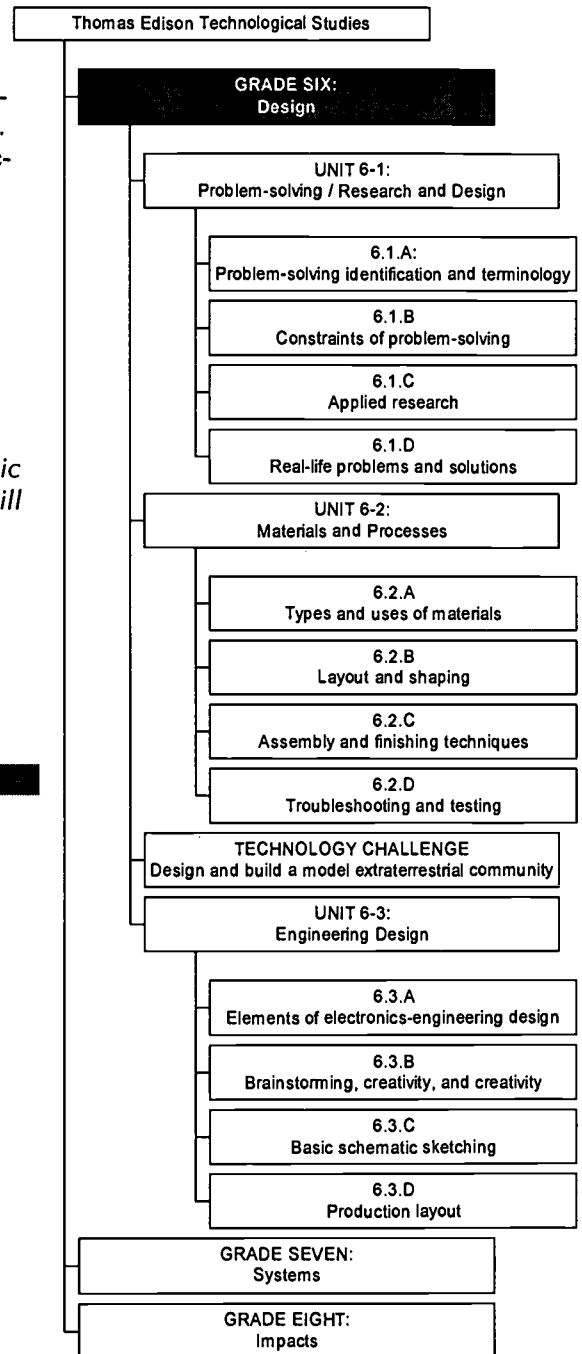 Thomas Edison Technological Studies
GRADE SIX:
Design
UNIT 6-1:
Problem-solving / Research and Design
6.1.A:
Problem-solving identification and terminology
6.1.B
Constraints of problem-solving
6.1.C
Applied research
6.1.D
Real-life problems and solutions
ic
ill
UNIT 6-2:
Materials and Processes
6.2.A
Types and uses of materials
6.2.B
Layout and shaping
6.2.C
Assembly and finishing techniques
6.2.D
Troubleshooting and testing
TECHNOLOGY CHALLENGE
Design and build a model extraterrestrial community
UNIT 6-3:
Engineering Design
6.3.A
Elements of electronics-engineering design
6.3.B
Brainstorming, creativity, and creativity
6.3.C
Basic schematic sketching
6.3.D
Production layout
GRADE SEVEN:
Systems
GRADE EIGHT:
Impacts